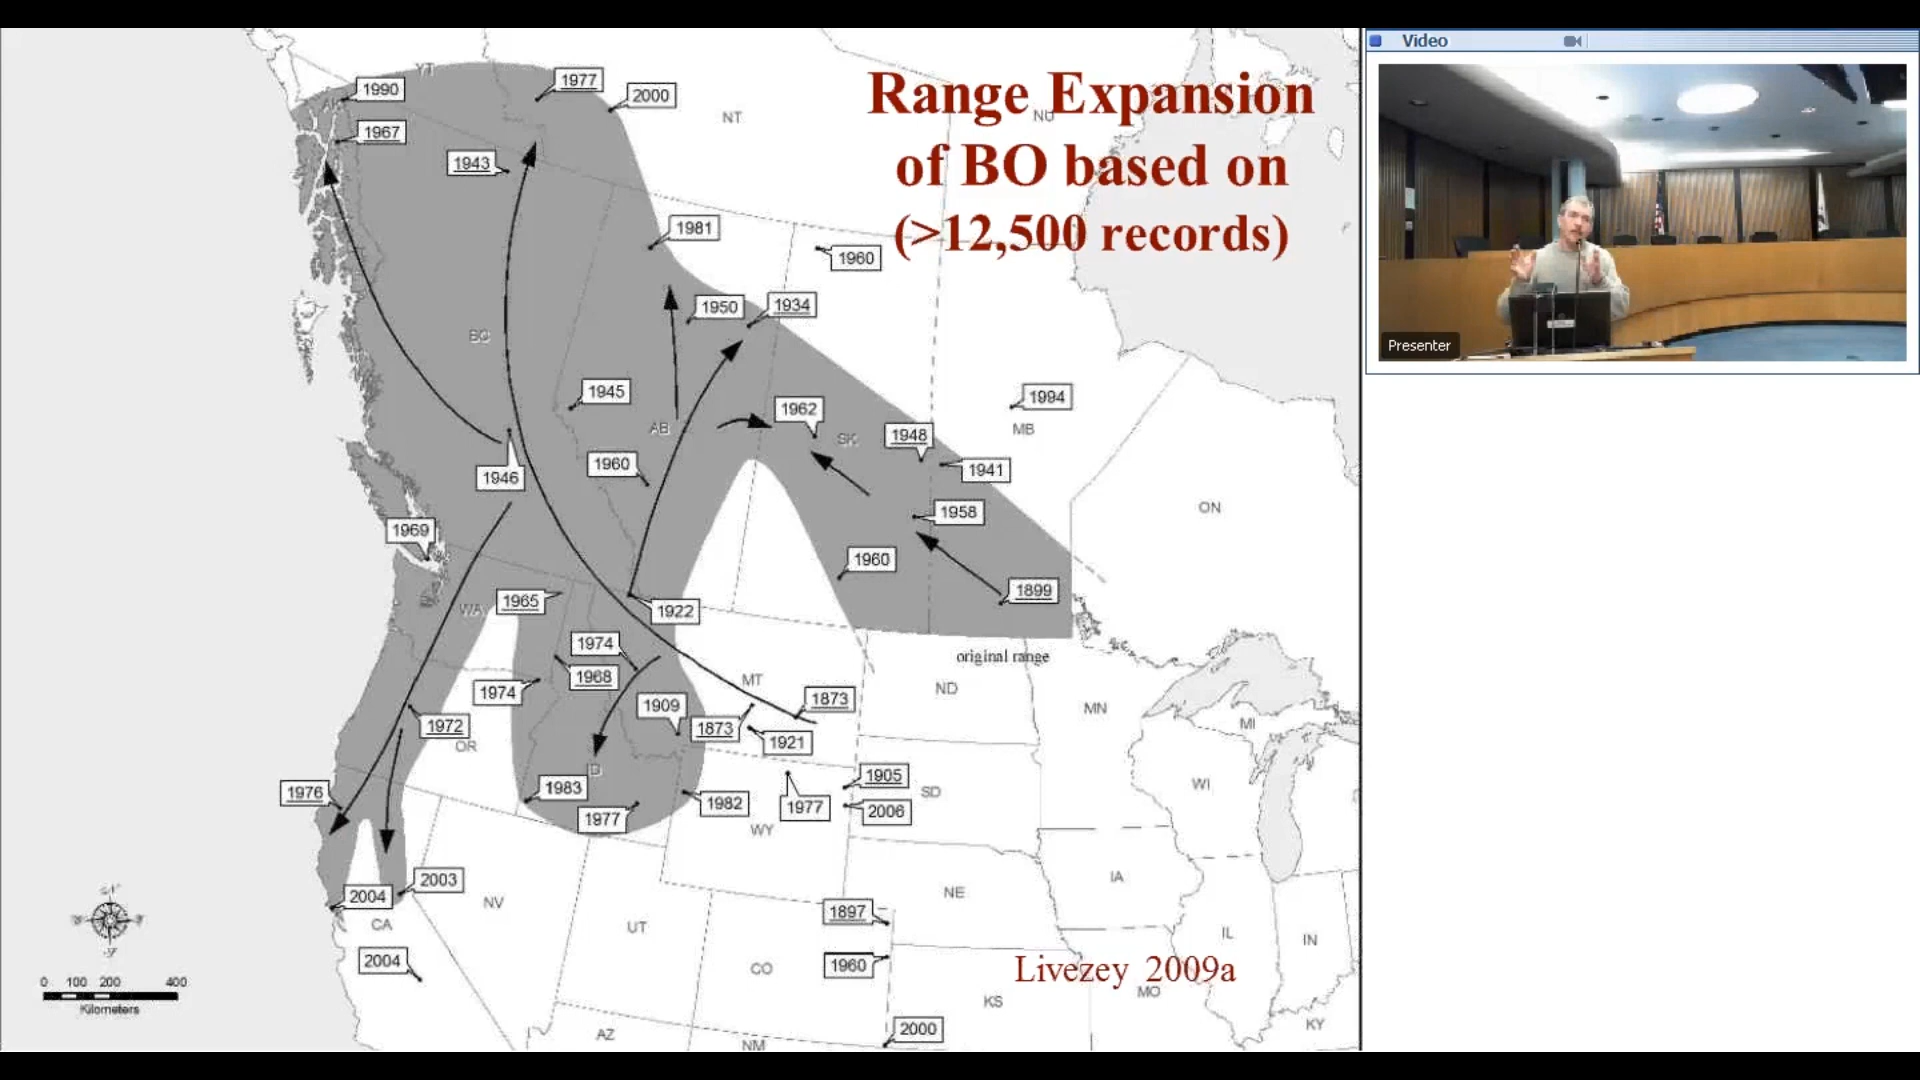 Range Expansion
of BO based on
(>12,500 records)
Video
Presenter
YT
AK
NT
NU
BC
AB
SK
MB
ON
WA
OR
MT
ND
MN
MI
ID
SD
WI
WY
NV
UT
NE
IA
IL
IN
CA
CO
KS
MO
KY
AZ
NM
1990
1977
2000
1967
1943
1981
1960
1950
1934
1945
1962
1994
1948
1941
1960
1946
1958
1969
1960
1899
1965
1922
original range
1974
1968
1974
1909
1873
1873
1972
1921
1905
1976
1983
1982
1977
2006
1977
2003
2004
1897
2004
1960
2000
Livezey 2009a
0 100 200 400
Kilometers